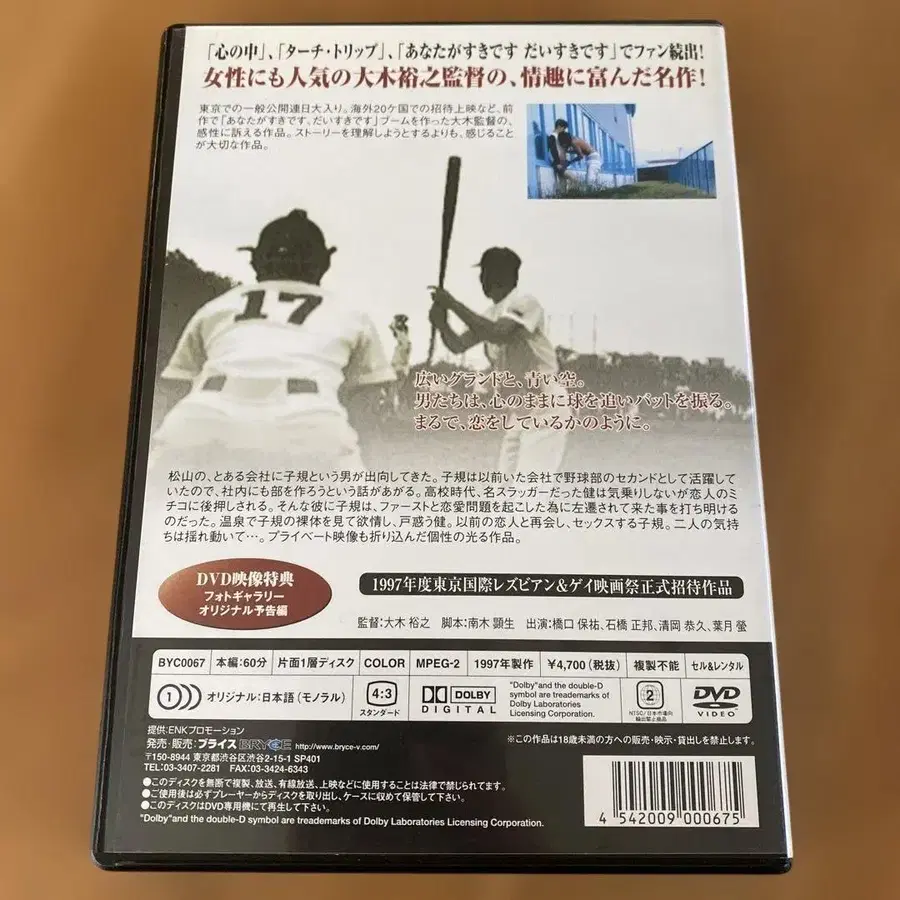 「心の中」、「ターチ・トリップ」、「あなたがすきです だいすきです」でファン続出!
女性にも人気の大木裕之監督の、情趣に富んだ名作!
東京での一般公開連日大入り。海外20ケ国での招待上映など、前
作で「あなたがすきです、だいすきです」ブームを作った大木監督の、
感性に訴える作品。ストーリーを理解しようとするよりも、感じること
が大切な作品。
17
広いグランドと、青い空。
男たちは、心のままに球を追いバットを振る。
まるで、恋をしているかのように。
松山の、とある会社に子規という男が出向してきた。子規は以前いた会社で野球部のセカンドとして活躍して
いたので、社内にも部を作ろうという話があがる。高校時代、名スラッガーだった健は気乗りしないが恋人のミ
チコに後押しされる。そんな彼に子規は、ファーストと恋愛問題を起こした為に左遷されて来た事を打ち明ける
のだった。温泉で子規の裸体を見て欲情し、戸惑う健。以前の恋人と再会し、セックスする子規。二人の気持
ちは揺れ動いて…。プライベート映像も折り込んだ個性の光る作品。
DVD映像特典
フォトギャラリー
オリジナル予告編
1997年度東京国際レズビアン&ゲイ映画祭正式招待作品
監督:大木 裕之 脚本:南木 顕生 出演:橋口 保祐、石橋 正邦、清岡 恭久、葉月 螢
BYC0067 本編:60分 片面1層ディスク COLOR MPEG-2 1997年製作 ¥4,700(税抜) 複製不能 セル&レンタル
1 オリジナル:日本語(モノラル) 4:3 スタンダード DOLBY DIGITAL "Dolby"and the double-D symbol are trademarks of Dolby Laboratories Licensing Corporation. 2 NTSC/日本市場向 輸出禁止商品 DVD VIDEO
提供:ENKプロモーション
発売・販売:ブライス BRYCE http://www.bryce-v.com/
〒150-8944 東京都渋谷区渋谷2-15-1 SP401
TEL:03-3407-2281 FAX:03-3424-6343
※この作品は18歳未満の方への販売・映示・貸出しを禁止します。
●このディスクを無断で複製、放送、有線放送、上映などに使用することは法律で禁じられてます。
●ご使用後は必ずプレーヤーからディスクを取り出し、ケースに収めて保管して下さい。
●このディスクはDVD専用機にて再生して下さい。
"Dolby"and the double-D symbol are trademarks of Dolby Laboratories Licensing Corporation.
4 542009 000675